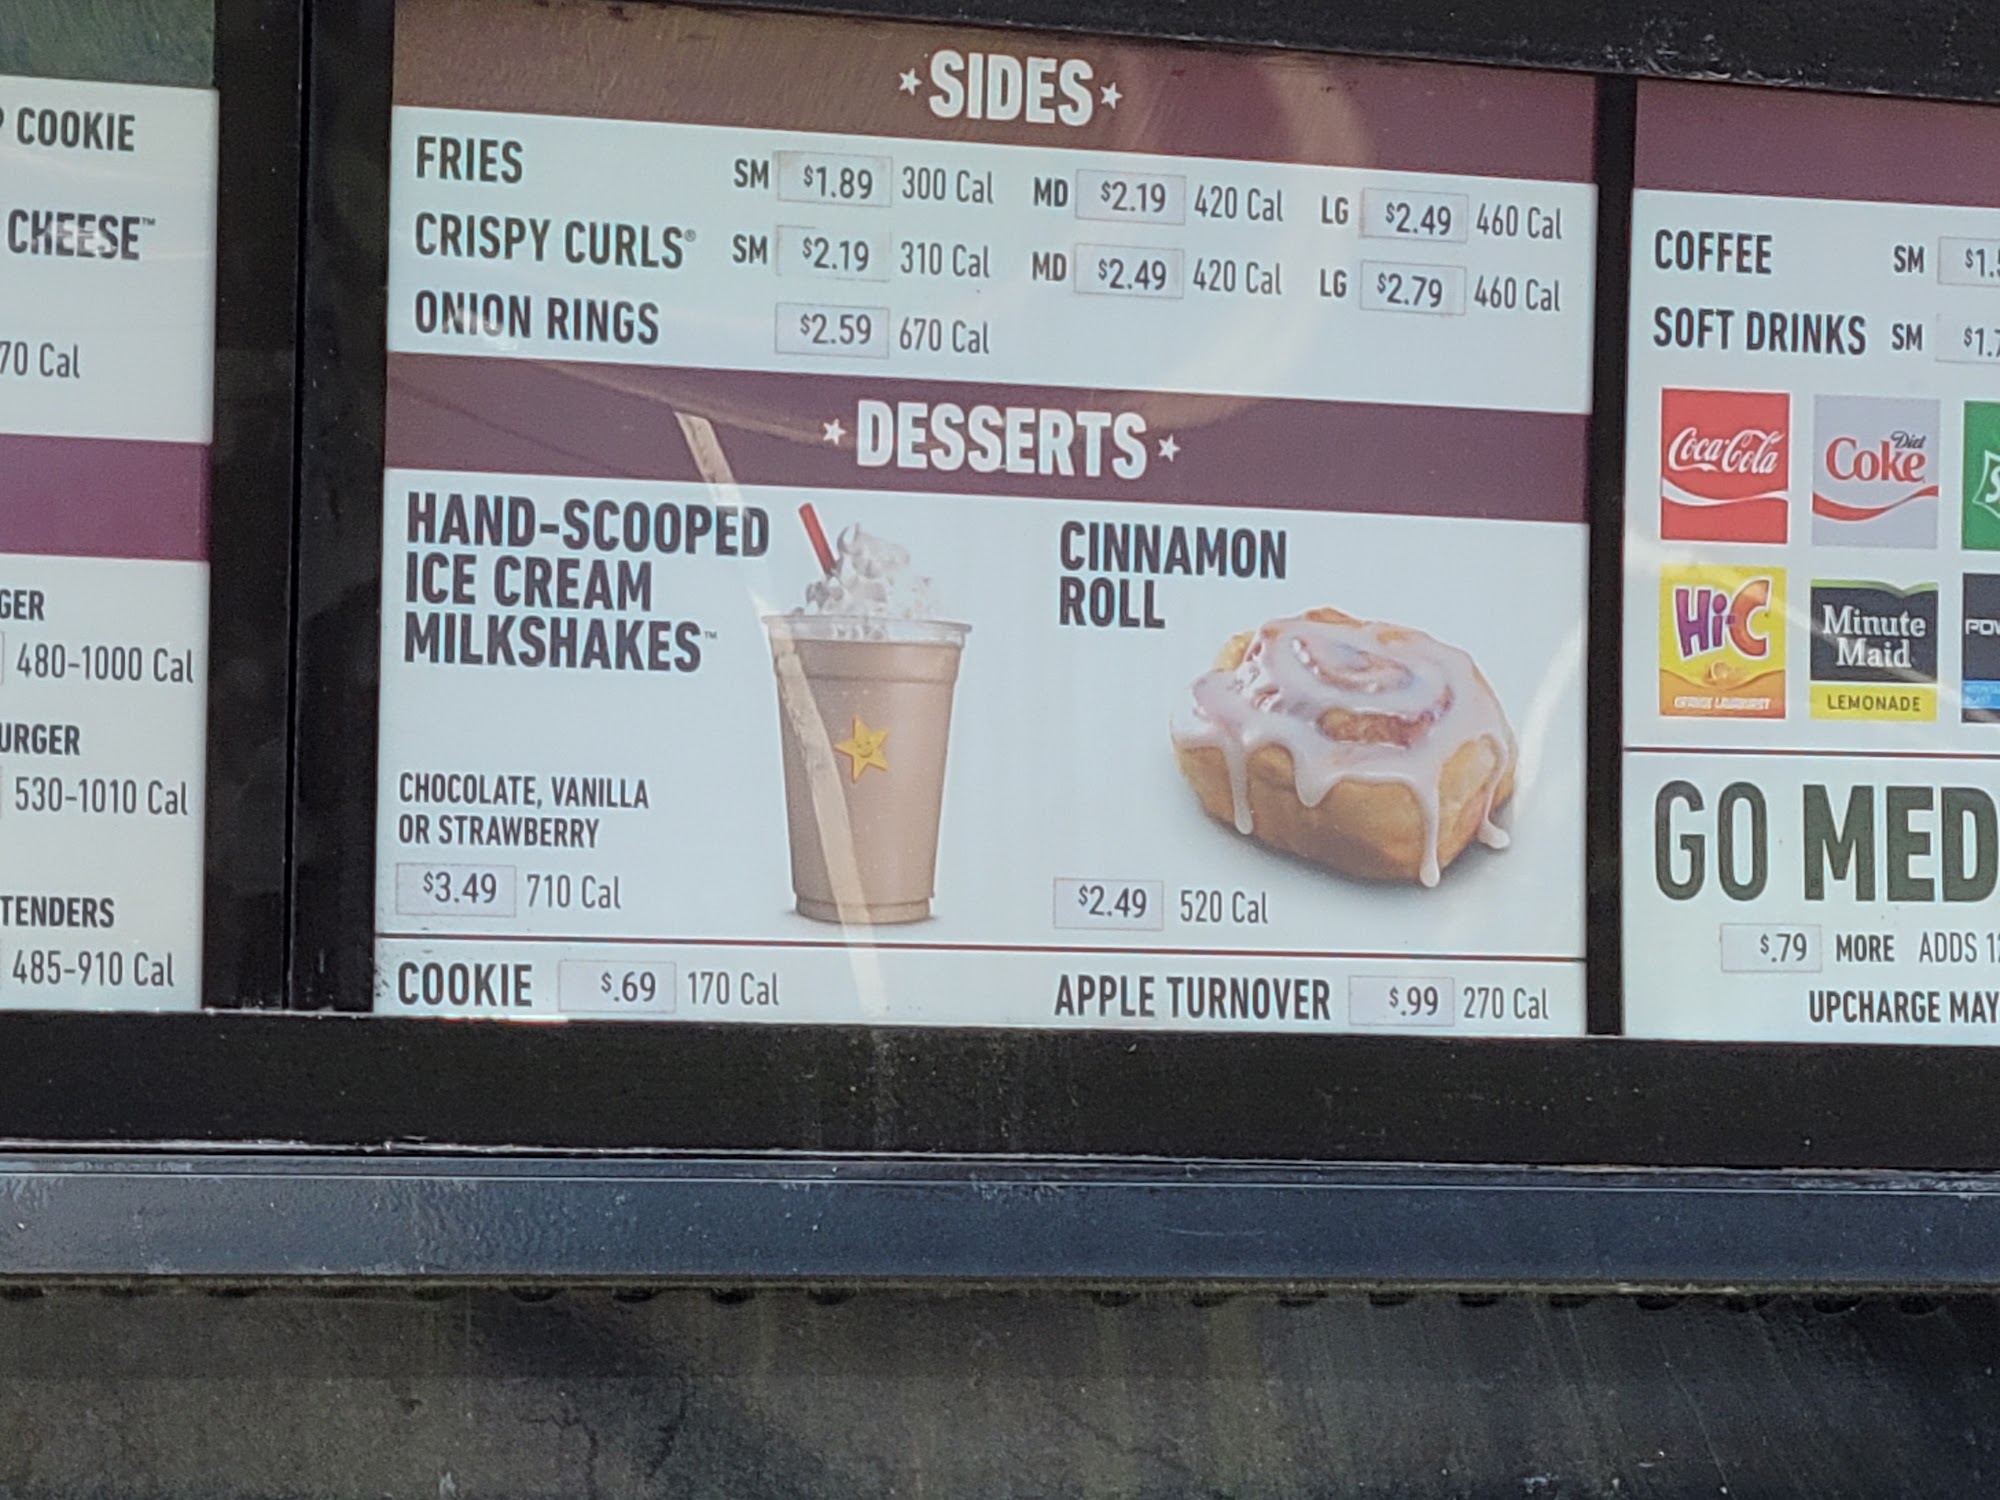 COOKIE
CHEESE™
70 Cal
GER
480-1000 Cal
URGER
530-1010 Cal
TENDERS
485-910 Cal
SIDES
FRIES SM $1.89 300 Cal MD $2.19 420 Cal LG $2.49 460 Cal
CRISPY CURLS® SM $2.19 310 Cal MD $2.49 420 Cal LG $2.79 460 Cal
ONION RINGS $2.59 670 Cal
DESSERTS
HAND-SCOOPED
ICE CREAM
MILKSHAKES™
CHOCOLATE, VANILLA
OR STRAWBERRY
$3.49 710 Cal
CINNAMON
ROLL
$2.49 520 Cal
COOKIE $.69 170 Cal
APPLE TURNOVER $.99 270 Cal
COFFEE SM $1.
SOFT DRINKS SM $1.
Coca-Cola
Diet
Coke
S
Hi-C
Minute
Maid
LEMONADE
POW
GO MED
$.79 MORE ADDS 1
UPCHARGE MAY